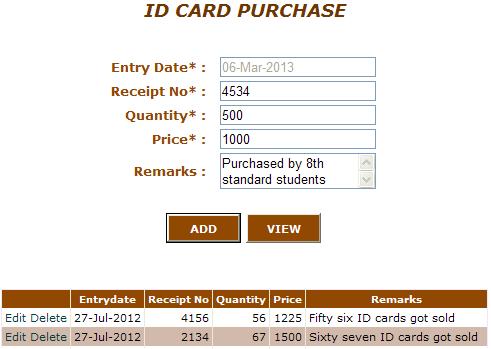 ID CARD PURCHASE
Entry Date* : 06-Mar-2013
Receipt No* : 4534
Quantity* : 500
Price* : 1000
Remarks : Purchased by 8th
standard students
ADD VIEW
Entrydate Receipt No Quantity Price Remarks
Edit Delete 27-Jul-2012 4156 56 1225 Fifty six ID cards got sold
Edit Delete 27-Jul-2012 2134 67 1500 Sixty seven ID cards got sold